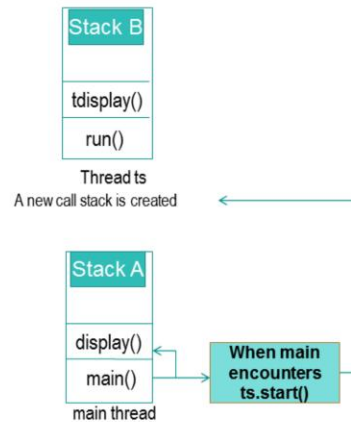 Stack B
tdisplay()
run()
Thread ts
A new call stack is created
Stack A
display()
main()
main thread
When main
encounters
ts.start()